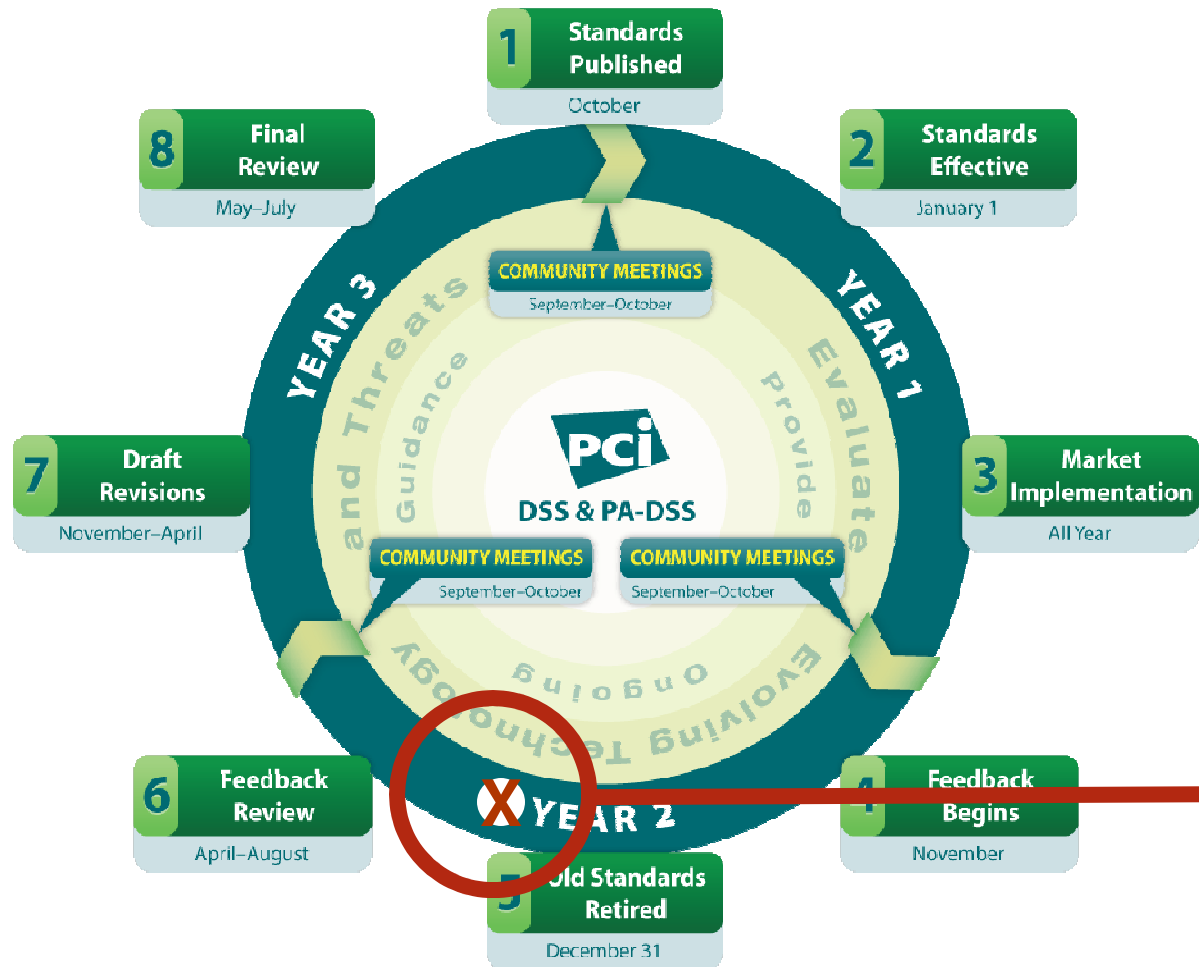 1
Standards
Published
October
2
Standards
Effective
January 1
3
Market
Implementation
All Year
4
Feedback
Begins
November
5
Old Standards
Retired
December 31
6
Feedback
Review
April–August
7
Draft
Revisions
November–April
8
Final
Review
May–July
YEAR 1
YEAR 2
YEAR 3
X
COMMUNITY MEETINGS
September–October
COMMUNITY MEETINGS
September–October
COMMUNITY MEETINGS
September–October
Evaluate
Evolving Technology
and Threats
Provide
Ongoing
Guidance
PCi
DSS & PA-DSS